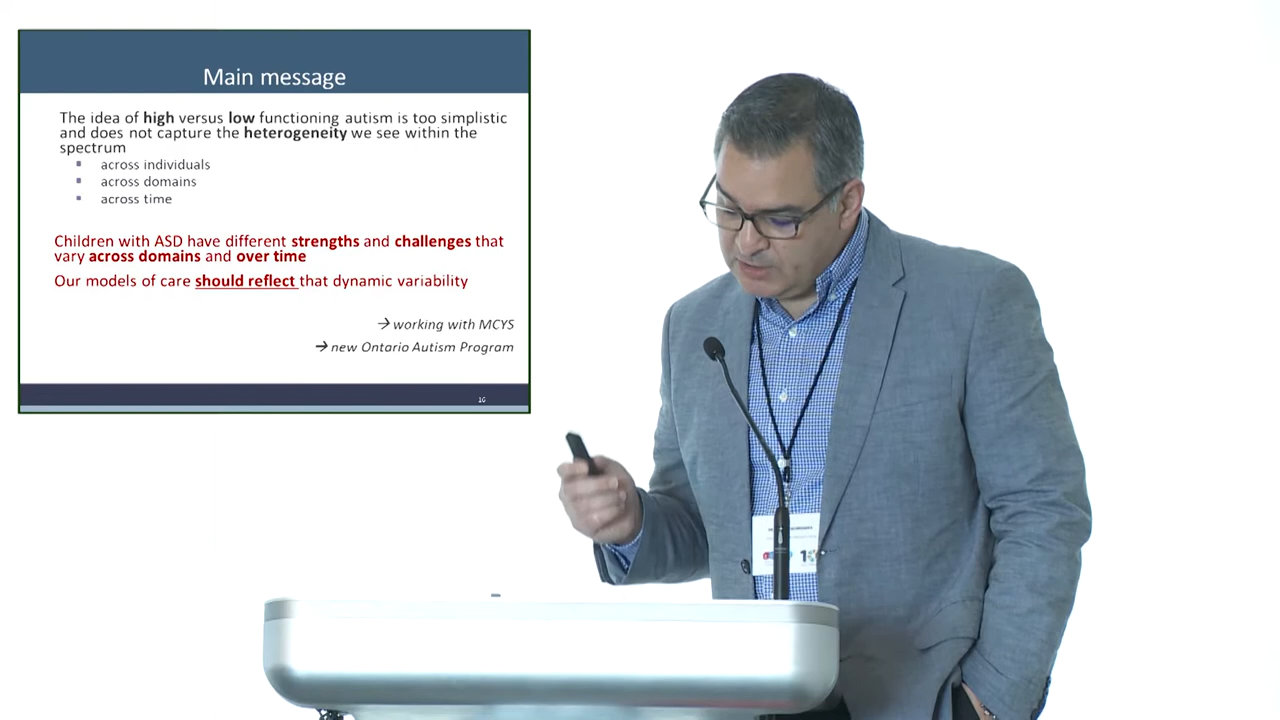 Main message
The idea of high versus low functioning autism is too simplistic
and does not capture the heterogeneity we see within the
spectrum
▪ across individuals
▪ across domains
▪ across time
Children with ASD have different strengths and challenges that
vary across domains and over time
Our models of care should reflect that dynamic variability
→ working with MCYS
→ new Ontario Autism Program
16